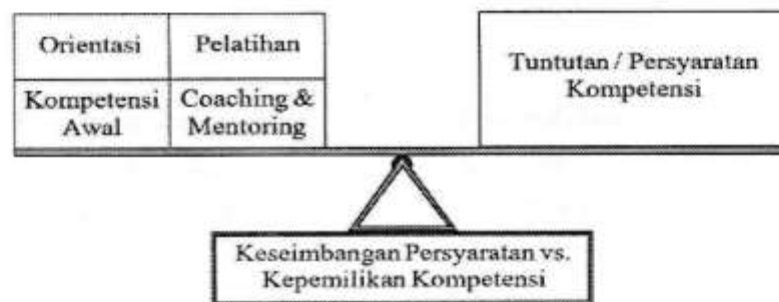 Orientasi
Pelatihan
Kompetensi
Awal
Coaching &
Mentoring
Tuntutan / Persyaratan
Kompetensi
Keseimbangan Persyaratan vs.
Kepemilikan Kompetensi